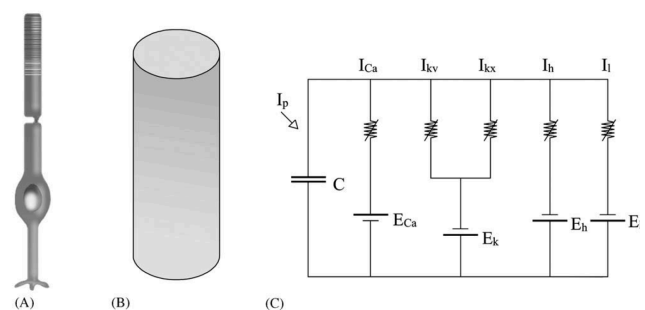 I_Ca I_kv I_kx I_h I_l
I_p
C
E_Ca
E_k
E_h
E
(A) (B) (C)